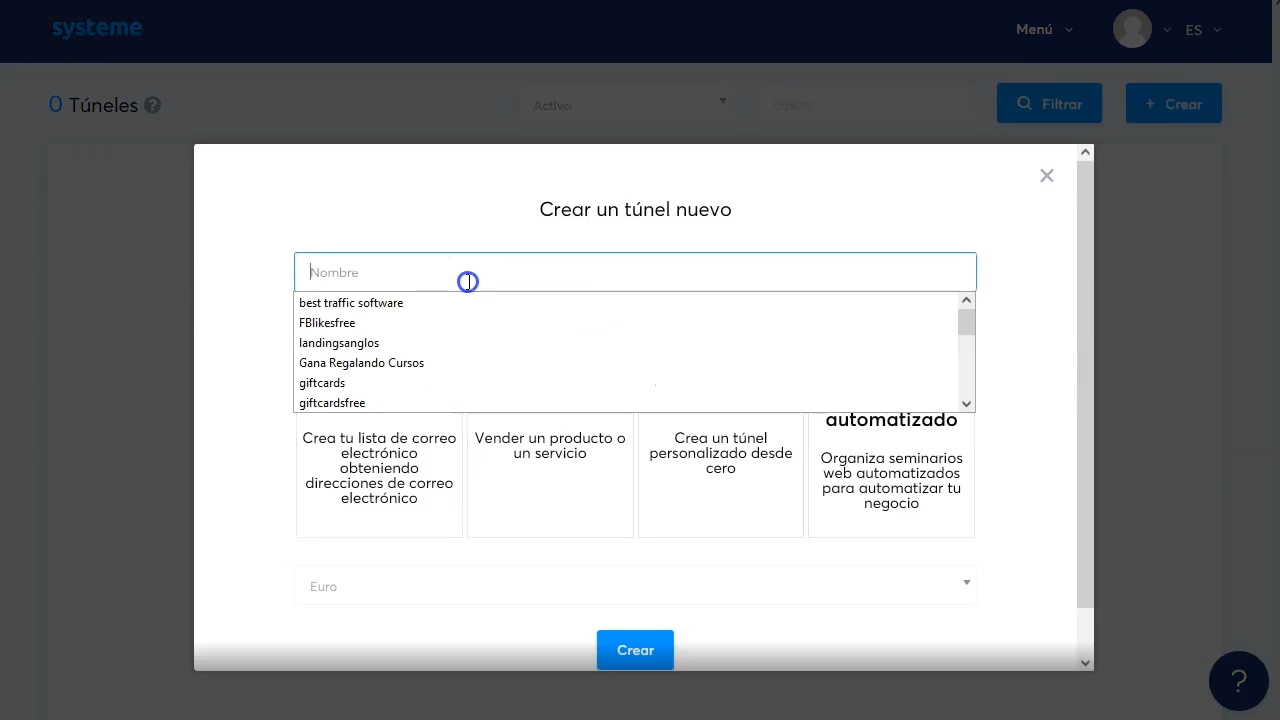 systeme
Menú
ES
0 Túneles
Activo
Buscar
Filtrar
+ Crear
Crear un túnel nuevo
Nombre
best traffic software
FBlikesfree
landingsanglos
Gana Regalando Cursos
giftcards
giftcardsfree
Crea tu lista de correo
electrónico
obteniendo
direcciones de correo
electrónico
Vender un producto o
un servicio
Crea un túnel
personalizado desde
cero
automatizado
Organiza seminarios
web automatizados
para automatizar tu
negocio
Euro
Crear
?